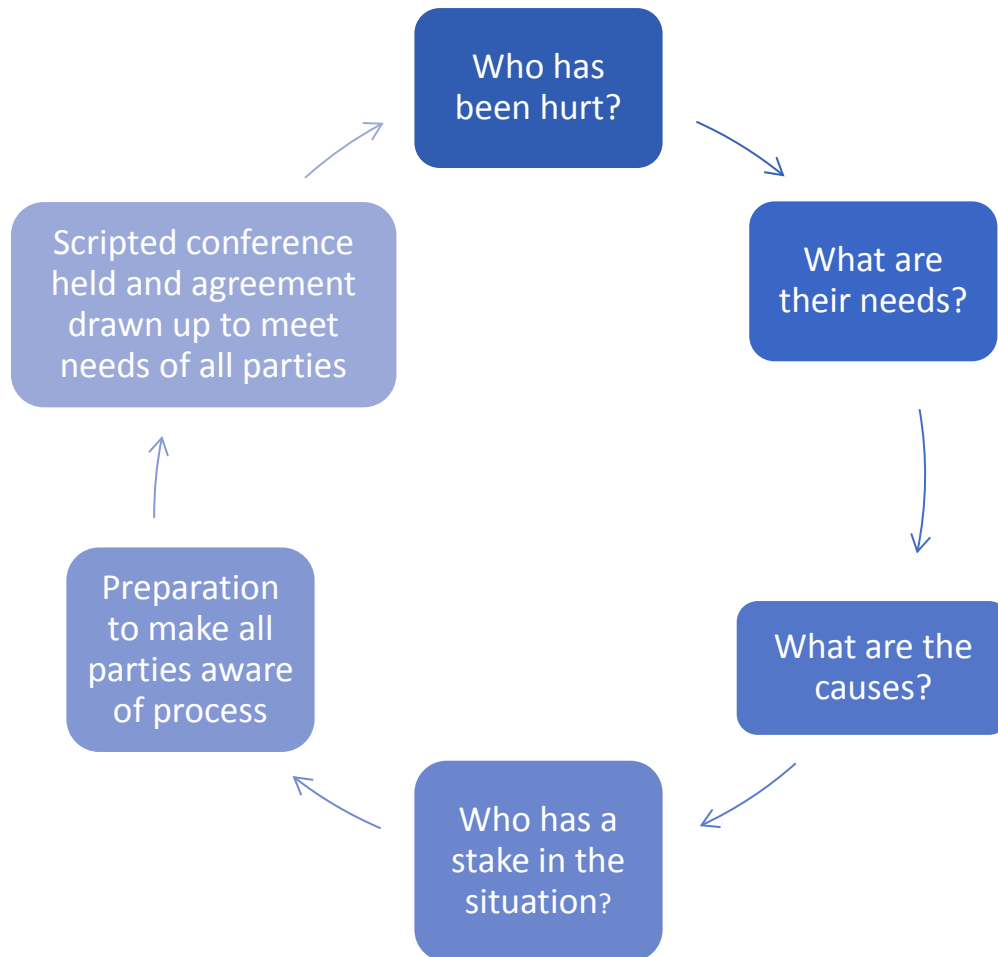 Who has
been hurt?
What are
their needs?
What are the
causes?
Who has a
stake in the
situation?
Preparation
to make all
parties aware
of process
Scripted conference
held and agreement
drawn up to meet
needs of all parties